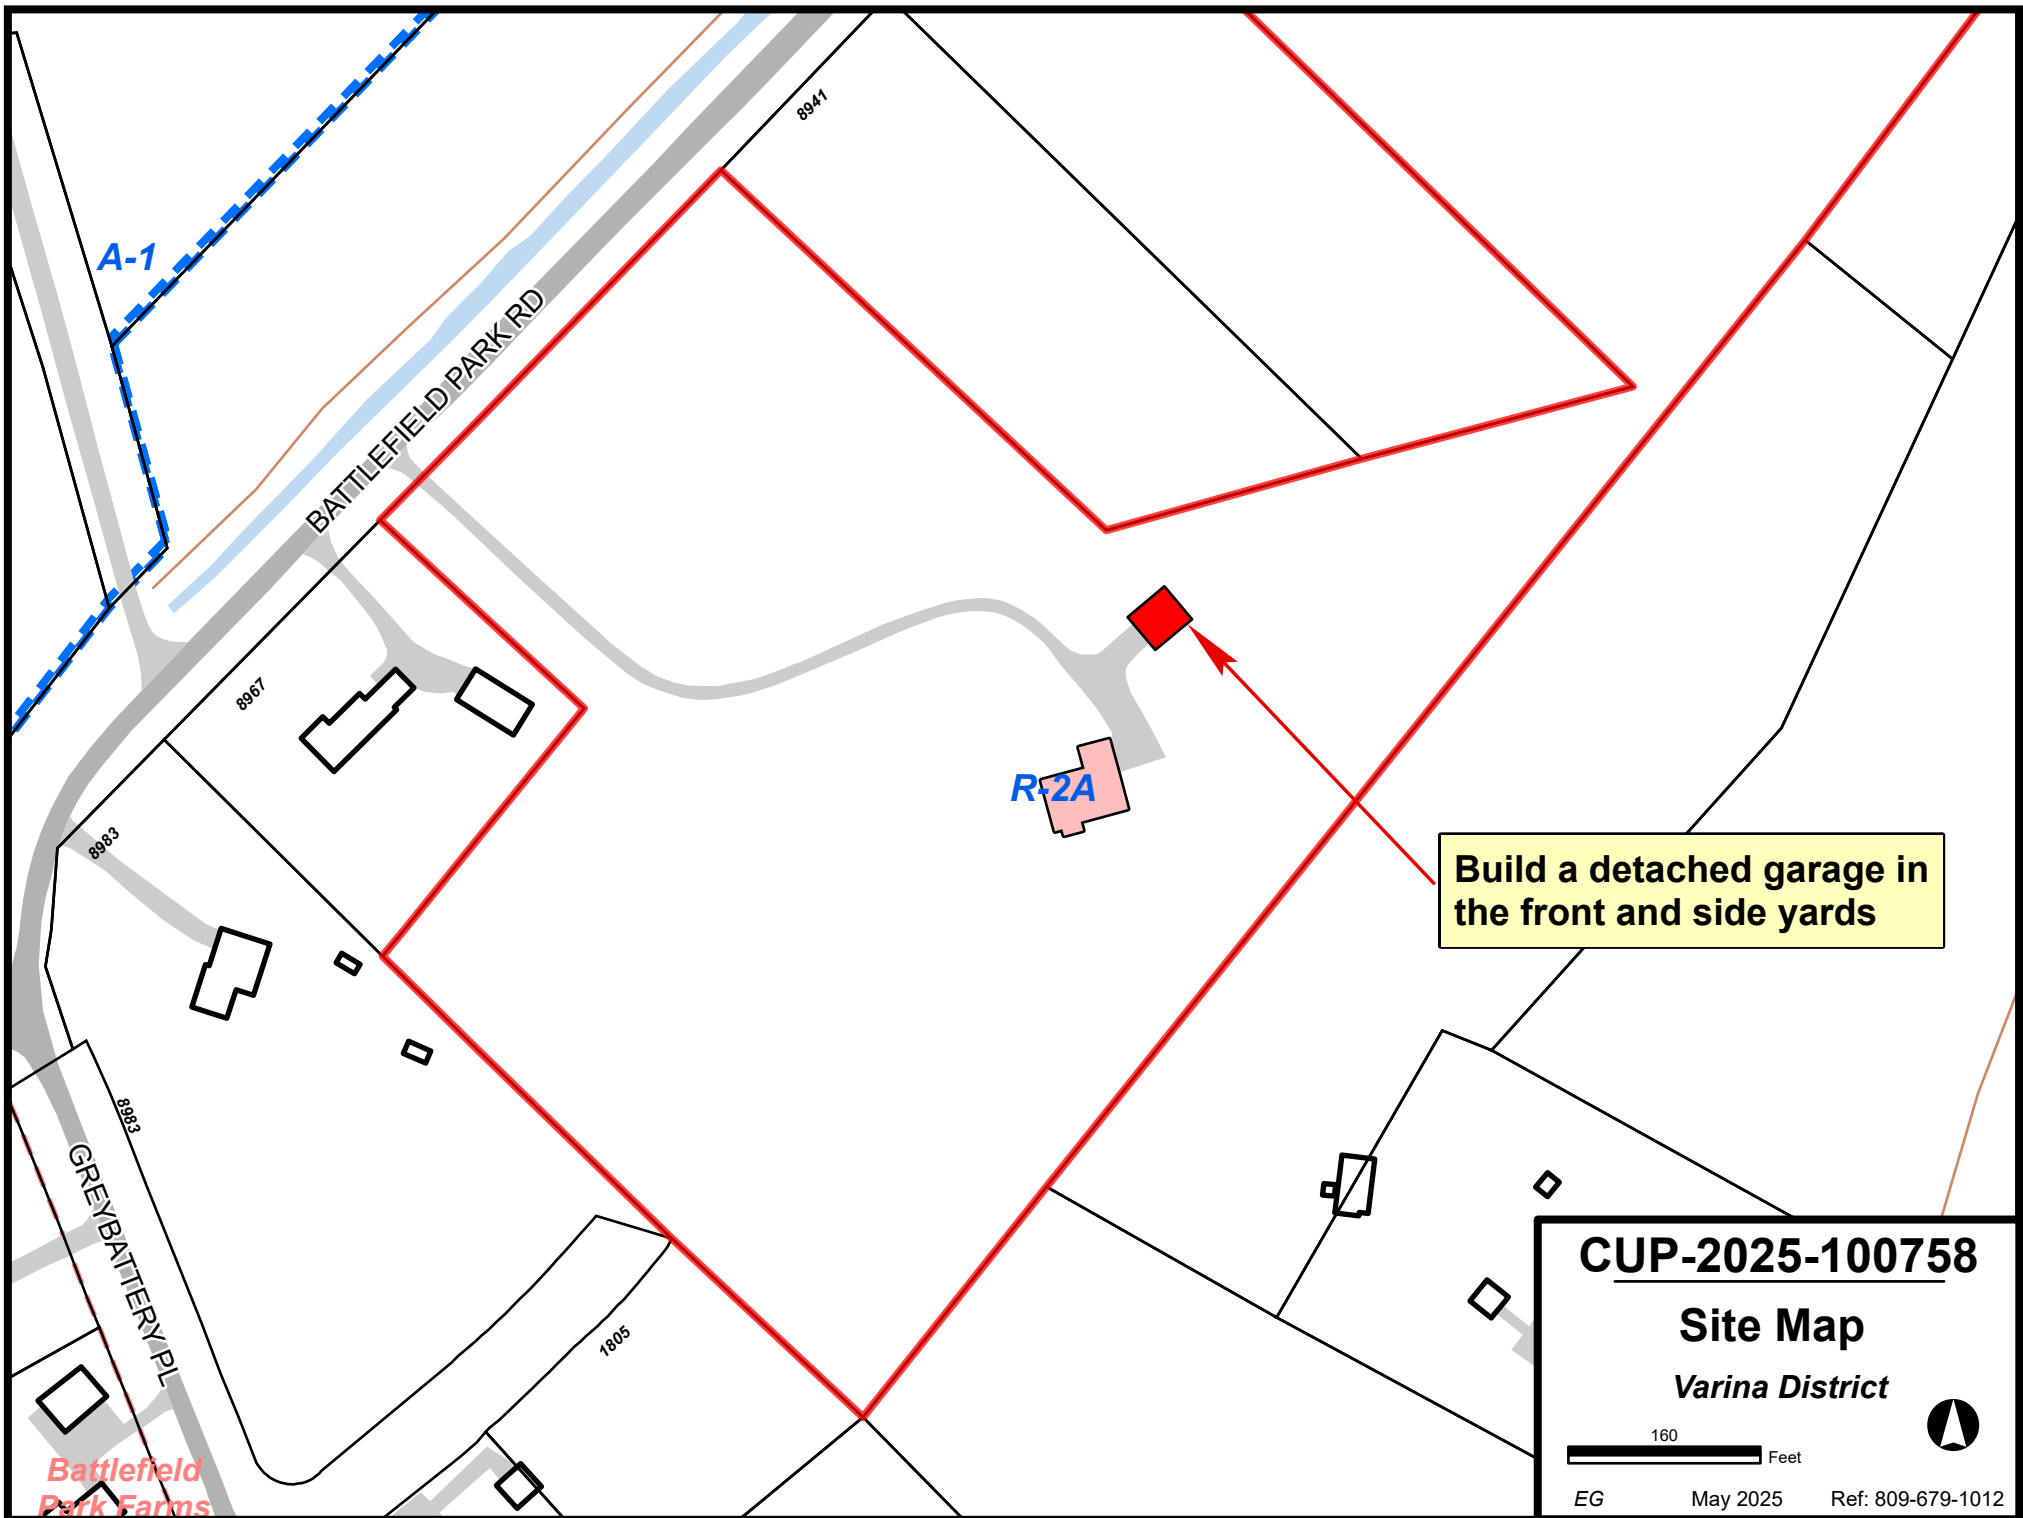 8941
A-1
BATTLEFIELD PARK RD
8967
R-2A
8983
Build a detached garage in
the front and side yards
8983
GREYBATTERY PL
1805
Battlefield
Park Farms
CUP-2025-100758
Site Map
Varina District
160
Feet
EG May 2025 Ref: 809-679-1012